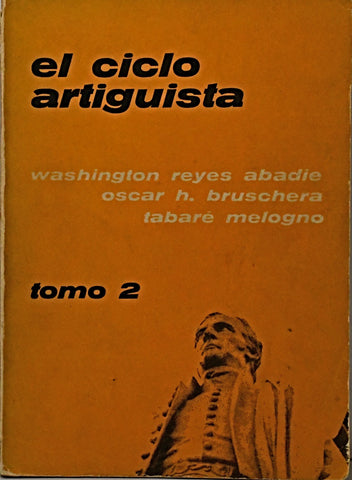 el ciclo
artiguista
washington reyes abadie
oscar h. bruschera
tabaré melogno
tomo 2